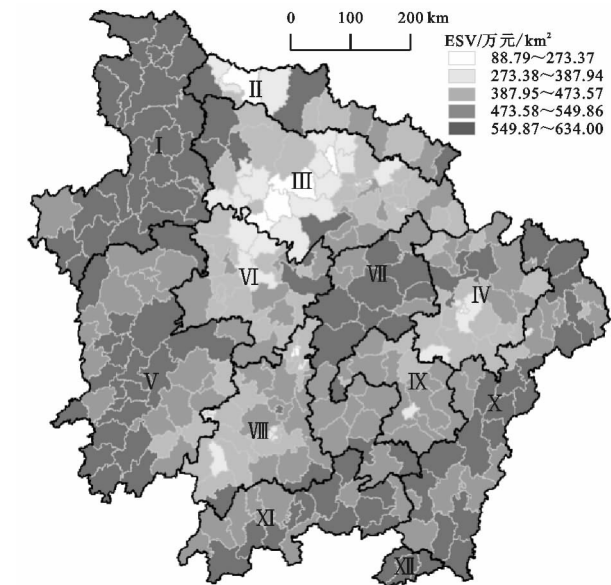 0 100 200 km
ESV/万元/km²
88.79～273.37
273.38～387.94
387.95～473.57
473.58～549.86
549.87～634.00
II
I
III
VI
VII
IV
V
IX
X
VIII
XI
XII